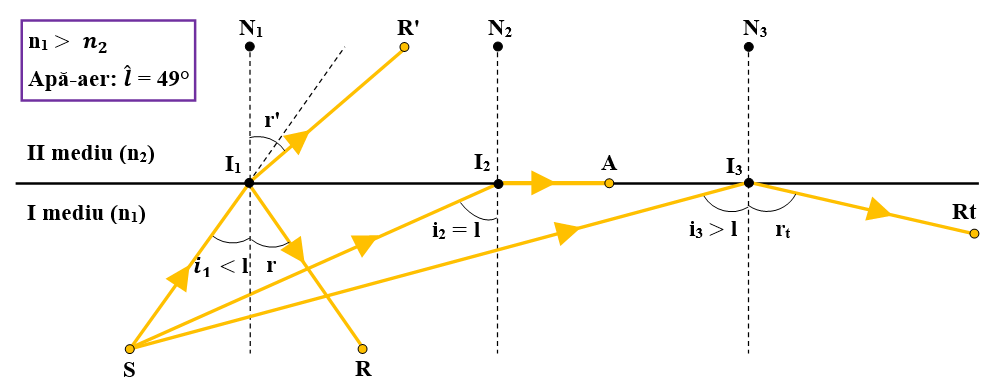 n₁ > n₂
Apă-aer: l̂ = 49°
N₁
R'
N₂
N₃
r'
II mediu (n₂)
I₁
I₂
A
I₃
I mediu (n₁)
i₁ < l
r
i₂ = l
i₃ > l
rₜ
Rt
S
R